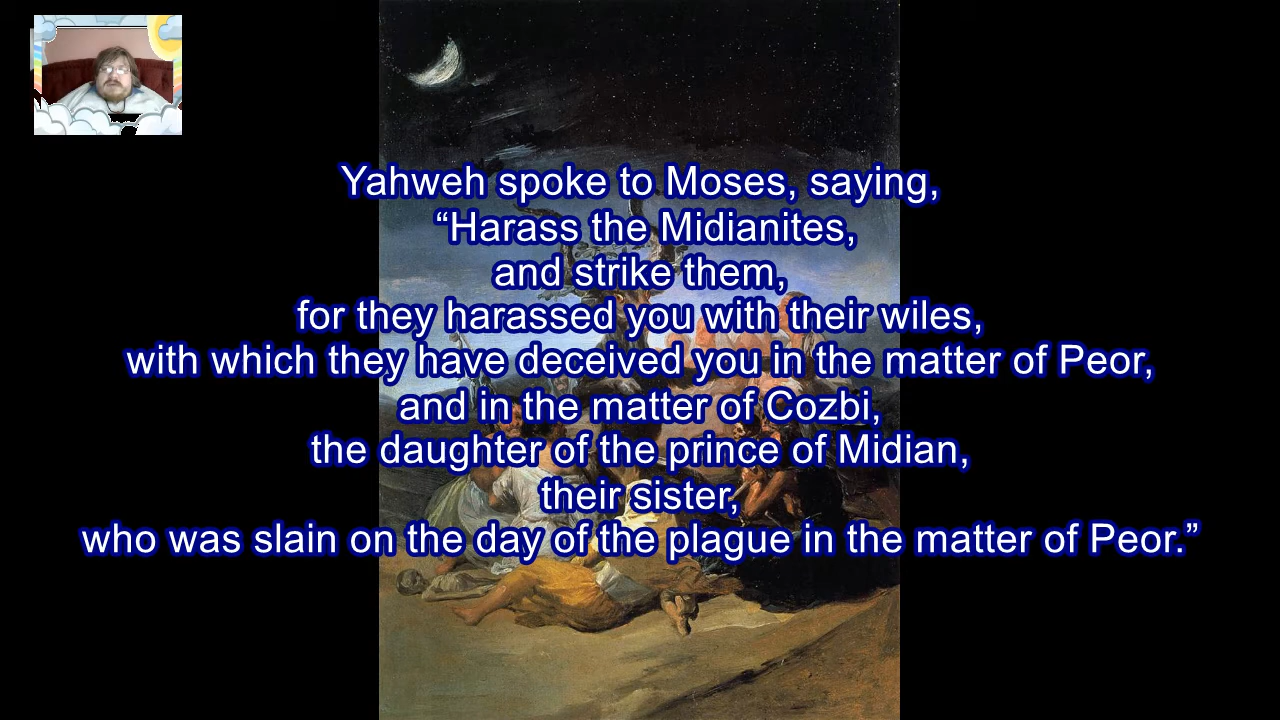 Yahweh spoke to Moses, saying,
“Harass the Midianites,
and strike them,
for they harassed you with their wiles,
with which they have deceived you in the matter of Peor,
and in the matter of Cozbi,
the daughter of the prince of Midian,
their sister,
who was slain on the day of the plague in the matter of Peor.”